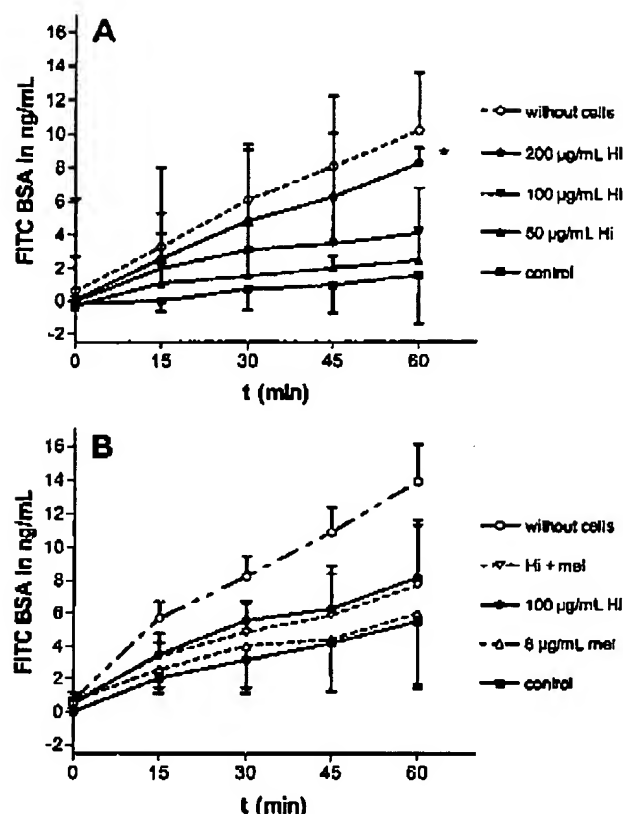 A
FITC BSA in ng/mL
16
14
12
10
8
6
4
2
0
-2
0 15 30 45 60
t (min)
without cells
200 µg/mL HI
100 µg/mL HI
50 µg/mL Hi
control
*
B
FITC BSA in ng/mL
16
14
12
10
8
6
4
2
0
-2
0 15 30 45 60
t (min)
without cells
Hi + mel
100 µg/mL HI
8 µg/mL mel
control